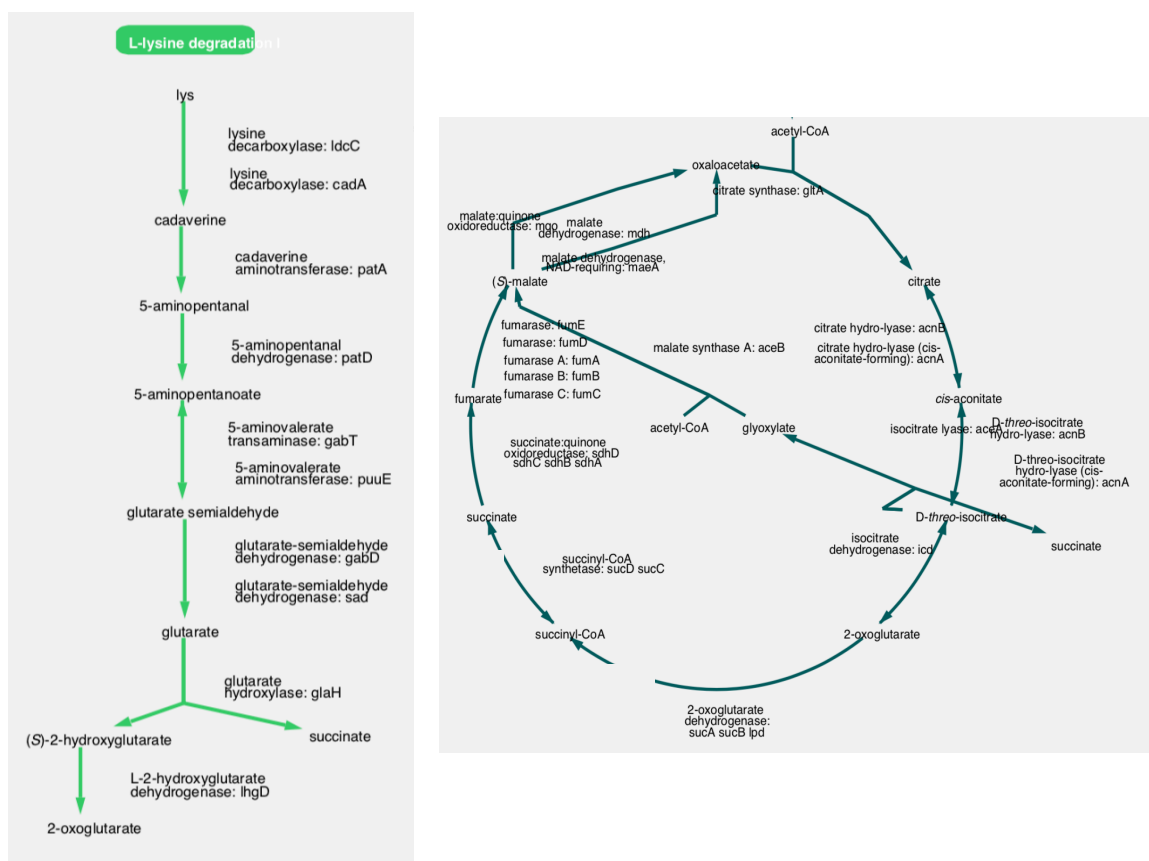 L-lysine degradation I
lys
lysine
decarboxylase: ldcC
lysine
decarboxylase: cadA
cadaverine
cadaverine
aminotransferase: patA
5-aminopentanal
5-aminopentanal
dehydrogenase: patD
5-aminopentanoate
5-aminovalerate
transaminase: gabT
5-aminovalerate
aminotransferase: puuE
glutarate semialdehyde
glutarate-semialdehyde
dehydrogenase: gabD
glutarate-semialdehyde
dehydrogenase: sad
glutarate
glutarate
hydroxylase: glaH
(S)-2-hydroxyglutarate
succinate
L-2-hydroxyglutarate
dehydrogenase: lhgD
2-oxoglutarate
acetyl-CoA
oxaloacetate
citrate synthase: gltA
malate:quinone
oxidoreductase: mqo
malate
dehydrogenase: mdh
malate dehydrogenase,
NAD-requiring: maeA
(S)-malate
citrate
fumarase: fumE
fumarase: fumD
fumarase A: fumA
fumarase B: fumB
fumarase C: fumC
malate synthase A: aceB
citrate hydro-lyase: acnB
citrate hydro-lyase (cis-
aconitate-forming): acnA
fumarate
cis-aconitate
acetyl-CoA
glyoxylate
isocitrate lyase: aceA
D-threo-isocitrate
hydro-lyase: acnB
succinate:quinone
oxidoreductase: sdhD
sdhC sdhB sdhA
D-threo-isocitrate
hydro-lyase (cis-
aconitate-forming): acnA
succinate
D-threo-isocitrate
isocitrate
dehydrogenase: icd
succinate
succinyl-CoA
synthetase: sucD sucC
succinyl-CoA
2-oxoglutarate
2-oxoglutarate
dehydrogenase:
sucA sucB lpd